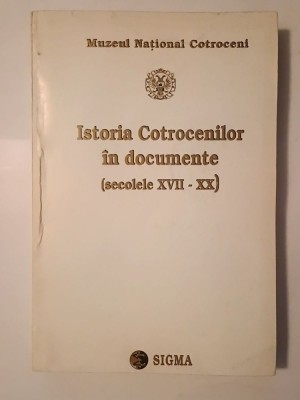 Muzeul Național Cotroceni
Istoria Cotrocenilor
în documente
(secolele XVII - XX)
SIGMA